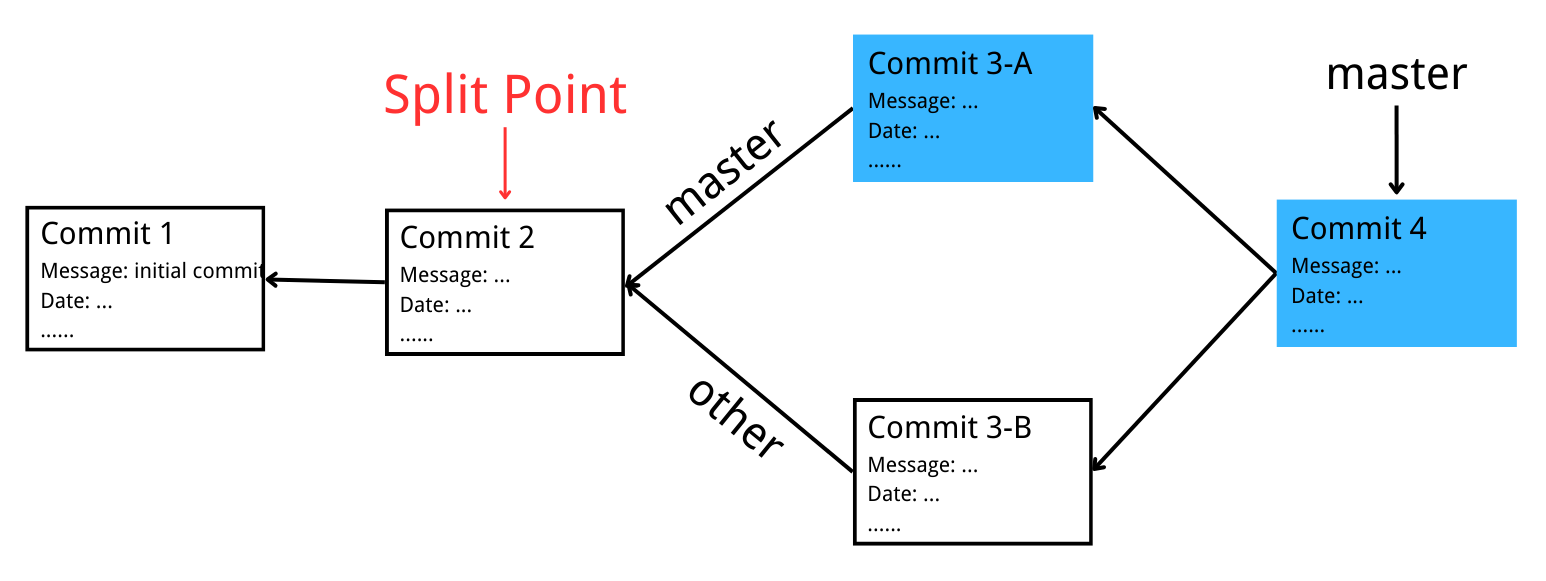 Split Point
master
Commit 1
Message: initial commit
Date: ...
......
Commit 2
Message: ...
Date: ...
......
master
other
Commit 3-A
Message: ...
Date: ...
......
Commit 3-B
Message: ...
Date: ...
......
Commit 4
Message: ...
Date: ...
......